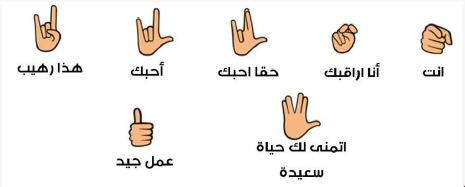 انت
أنا اراقبك
حقا احبك
أحبك
هذا رهيب
اتمنى لك حياة
سعيدة
عمل جيد